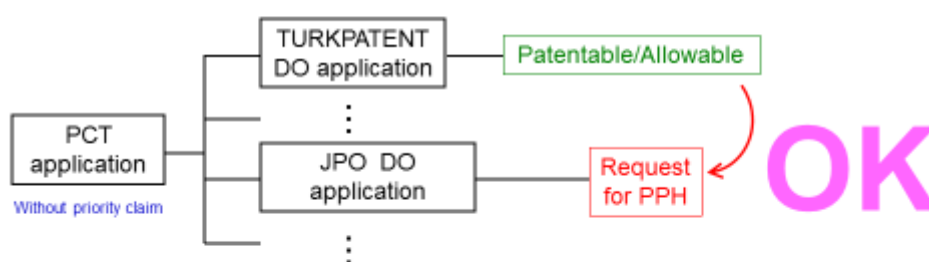 TURKPATENT
DO application
Patentable/Allowable
PCT
application
Without priority claim
JPO DO
application
Request
for PPH
OK